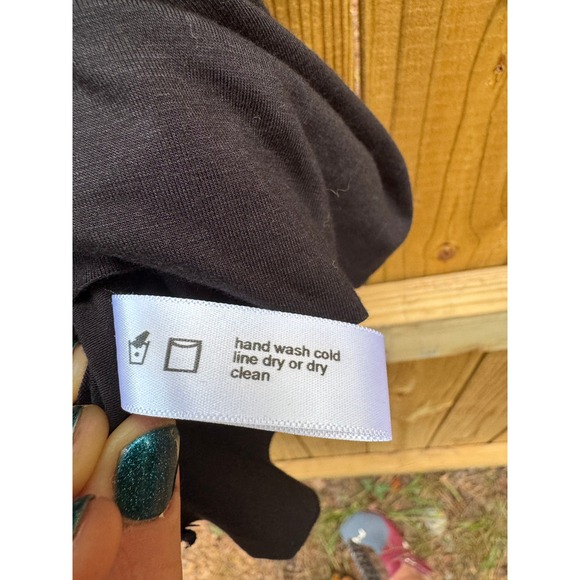 hand wash cold
line dry or dry
clean